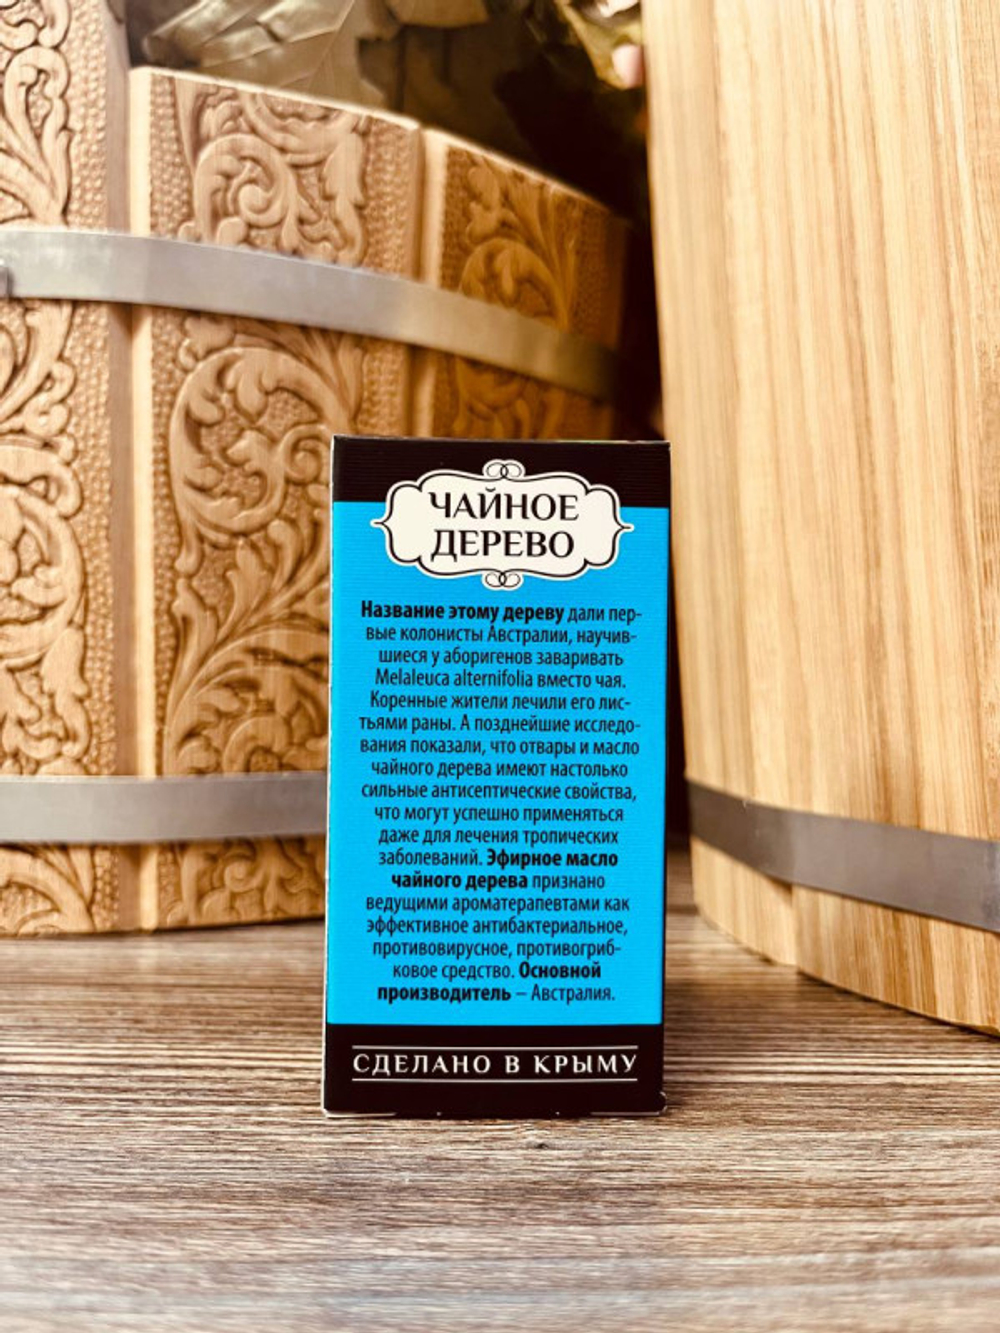 ЧАЙНОЕ
ДЕРЕВО
Название этому дереву дали пер-
вые колонисты Австралии, научив-
шиеся у аборигенов заваривать
Melaleuca alternifolia вместо чая.
Коренные жители лечили его лис-
тьями раны. А позднейшие исследо-
вания показали, что отвары и масло
чайного дерева имеют настолько
сильные антисептические свойства,
что могут успешно применяться
даже для лечения тропических
заболеваний. Эфирное масло
чайного дерева признано
ведущими ароматерапевтами как
эффективное антибактериальное,
противовирусное, противогриб-
ковое средство. Основной
производитель – Австралия.
СДЕЛАНО В КРЫМУ